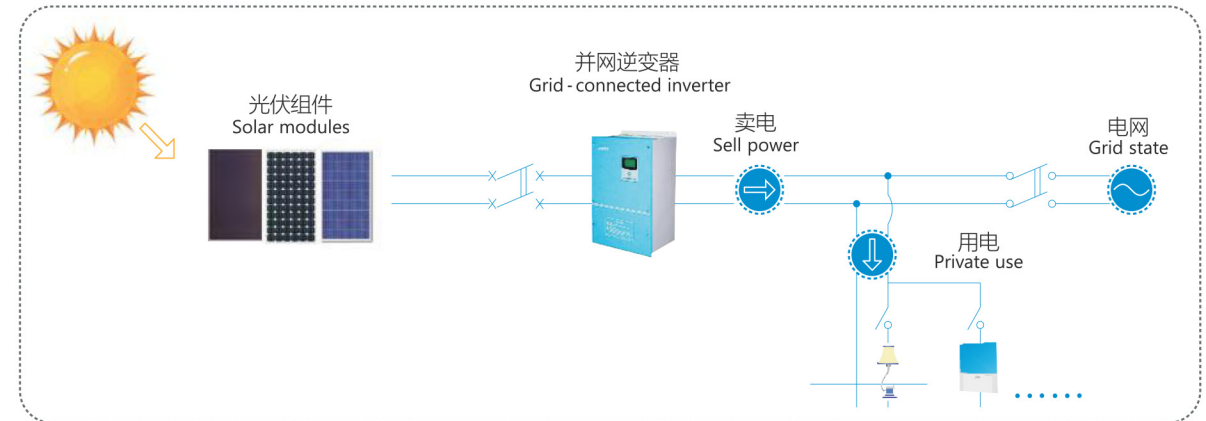 光伏组件
Solar modules
并网逆变器
Grid-connected inverter
卖电
Sell power
电网
Grid state
用电
Private use